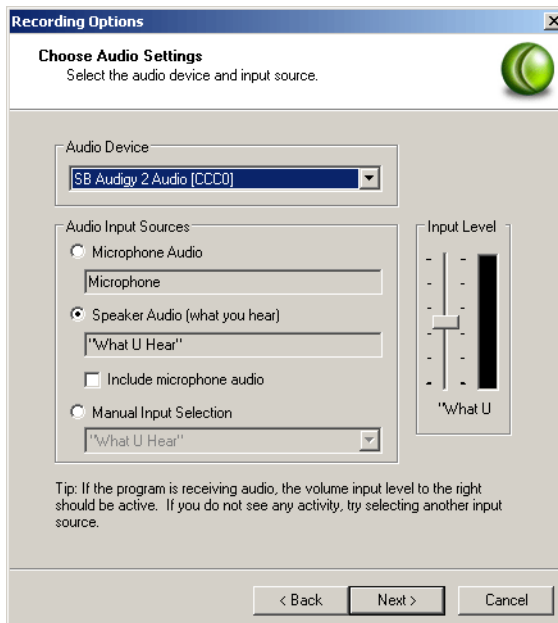 Recording Options
Choose Audio Settings
Select the audio device and input source.
Audio Device
SB Audigy 2 Audio [CCC0]
Audio Input Sources
Input Level
Microphone Audio
Microphone
Speaker Audio (what you hear)
"What U Hear"
Include microphone audio
Manual Input Selection
"What U Hear"
"What U
Tip: If the program is receiving audio, the volume input level to the right
should be active.  If you do not see any activity, try selecting another input
source.
< Back
Next >
Cancel